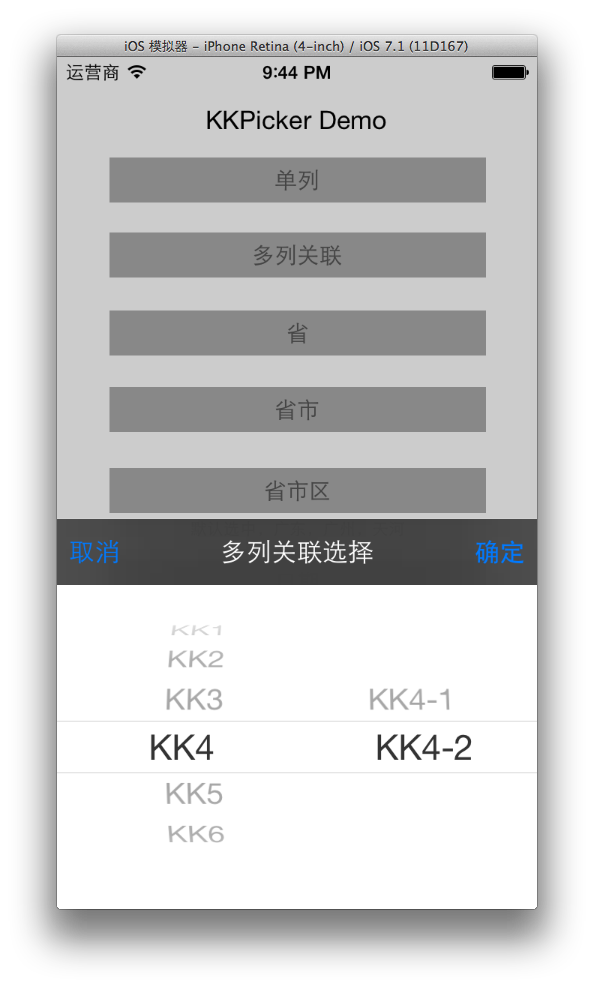 iOS 模拟器 - iPhone Retina (4-inch) / iOS 7.1 (11D167)
运营商 9:44 PM
KKPicker Demo
单列
多列关联
省
省市
省市区
取消 多列关联选择 确定
KK1
KK2
KK3 KK4-1
KK4 KK4-2
KK5
KK6